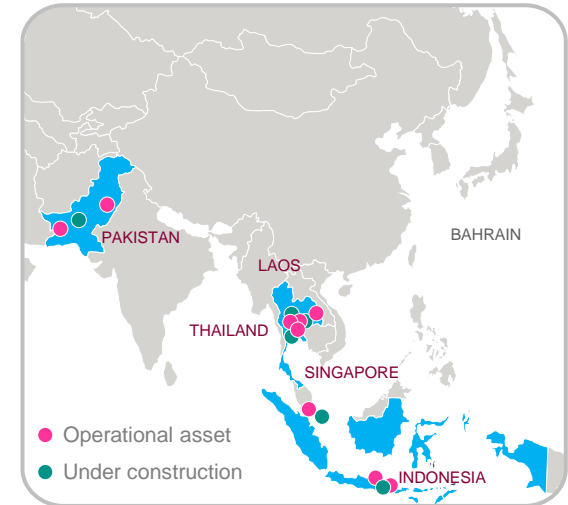 PAKISTAN
BAHRAIN
LAOS
THAILAND
SINGAPORE
Operational asset
Under construction
INDONESIA